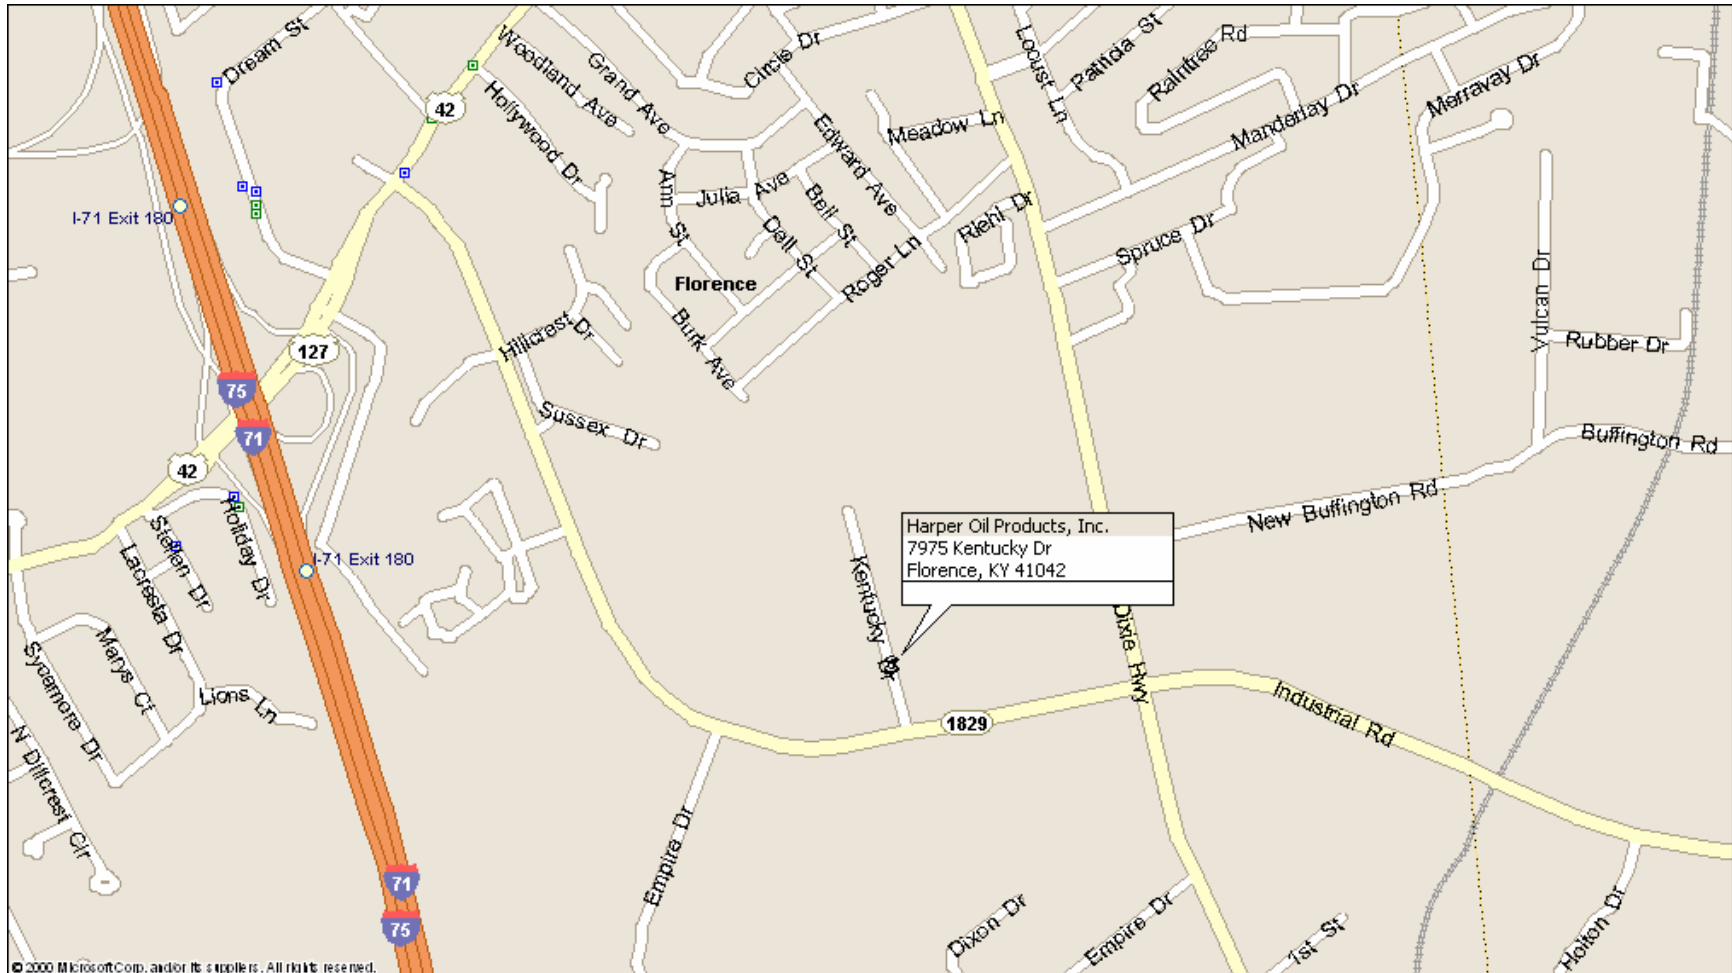 Dream St
Woodland Ave
Grand Ave
Circle Dr
Locust Ln
Patricia St
Raintree Rd
Merravay Dr
42
Hollywood Dr
Edward Ave
Meadow Ln
Manderlay Dr
I-71 Exit 180
Ann St
Julia Ave
Bell St
Dell St
Roger Ln
Riehl Dr
Spruce Dr
Florence
Vulcan Dr
Rubber Dr
127
Hillcrest Dr
Burk Ave
75
71
Sussex Dr
Buffington Rd
42
New Buffington Rd
Holiday Dr
Steilen Dr
Lacresta Dr
I-71 Exit 180
Harper Oil Products, Inc.
7975 Kentucky Dr
Florence, KY 41042
Kentucky Dr
Dixie Hwy
Marys Ct
Sycamore Dr
Lions Ln
1829
Industrial Rd
N Dillcrest Cir
Empire Dr
71
75
Dixon Dr
Empire Dr
1st St
Holton Dr
© 2000 Microsoft Corp. and/or its suppliers. All rights reserved.